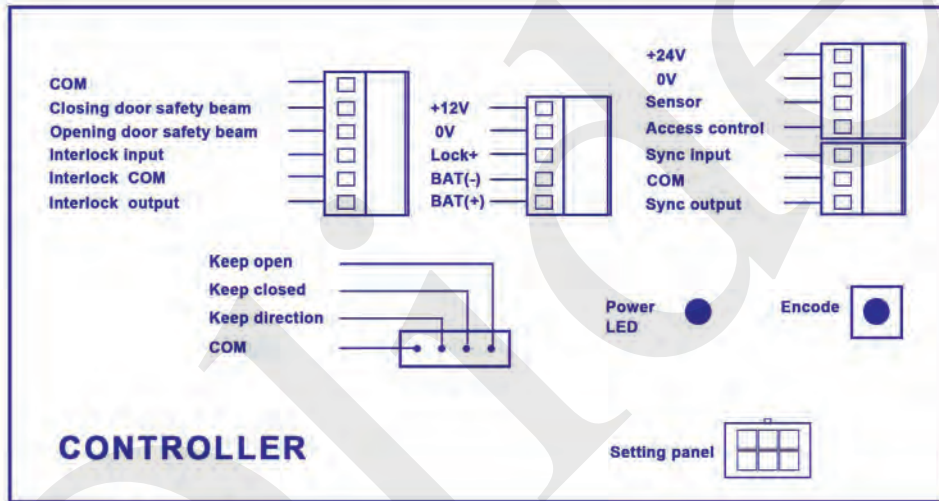 COM
Closing door safety beam
Opening door safety beam
Interlock input
Interlock COM
Interlock output
+12V
0V
Lock+
BAT(-)
BAT(+)
+24V
0V
Sensor
Access control
Sync input
COM
Sync output
Keep open
Keep closed
Keep direction
COM
Power
LED
Encode
CONTROLLER
Setting panel